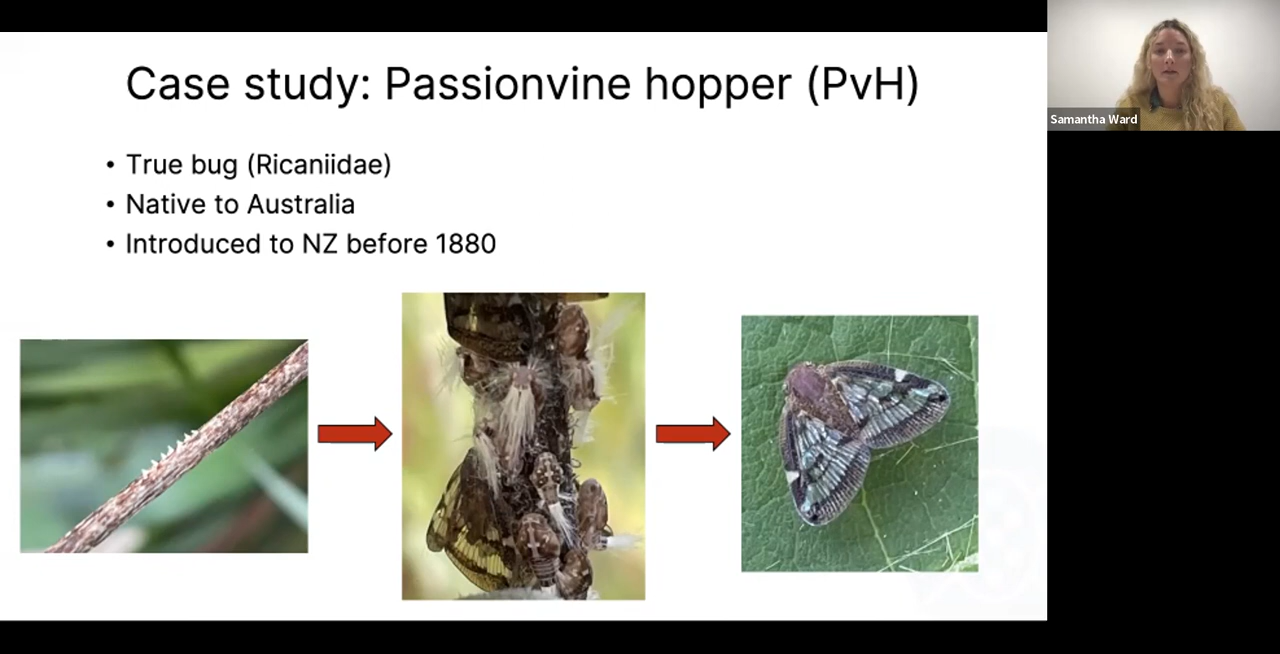 Case study: Passionvine hopper (PvH)
• True bug (Ricaniidae)
• Native to Australia
• Introduced to NZ before 1880
Samantha Ward